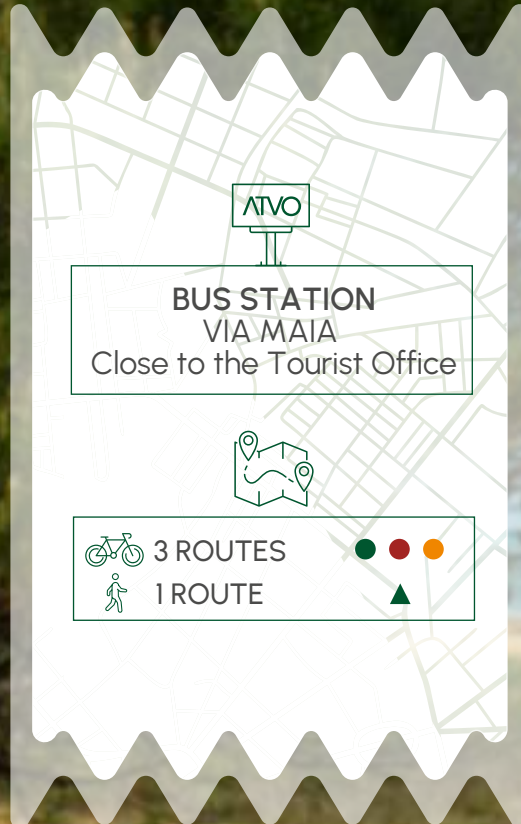 ATVO
BUS STATION
VIA MAIA
Close to the Tourist Office
3 ROUTES
1 ROUTE